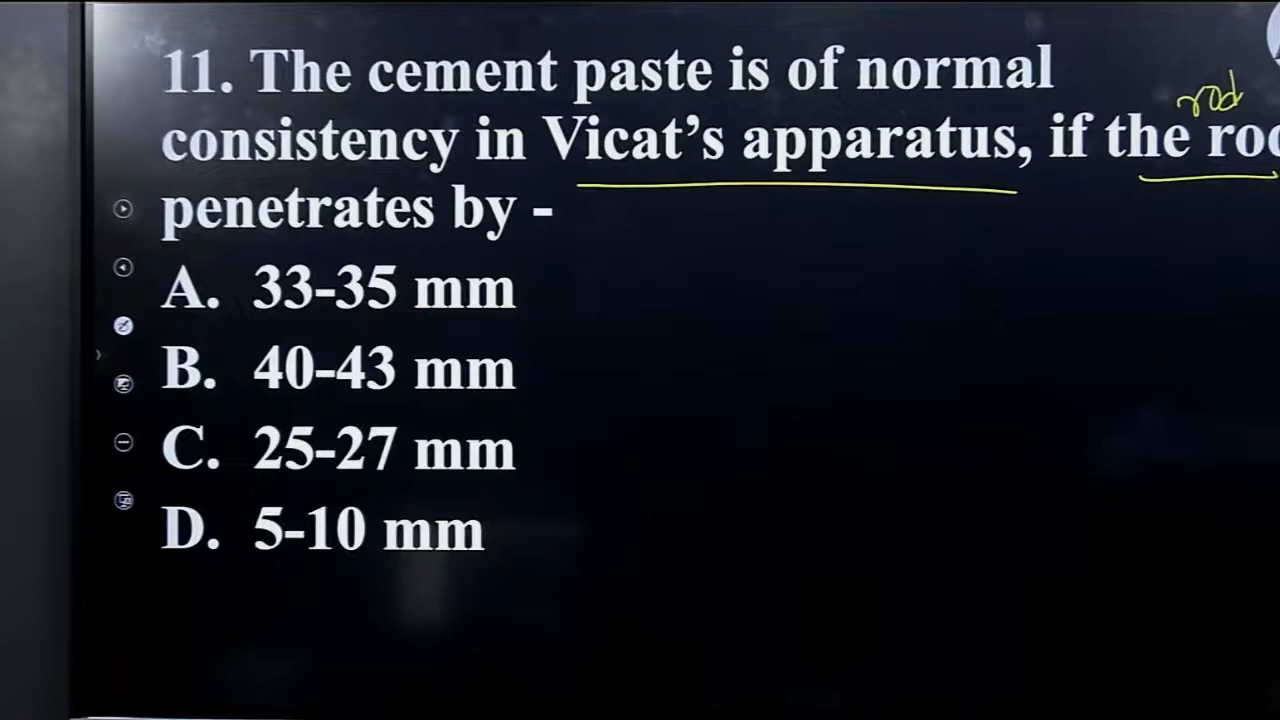 11. The cement paste is of normal
rod
consistency in Vicat's apparatus, if the
penetrates by -
A. 33-35 mm
B. 40-43 mm
C. 25-27 mm
D. 5-10 mm